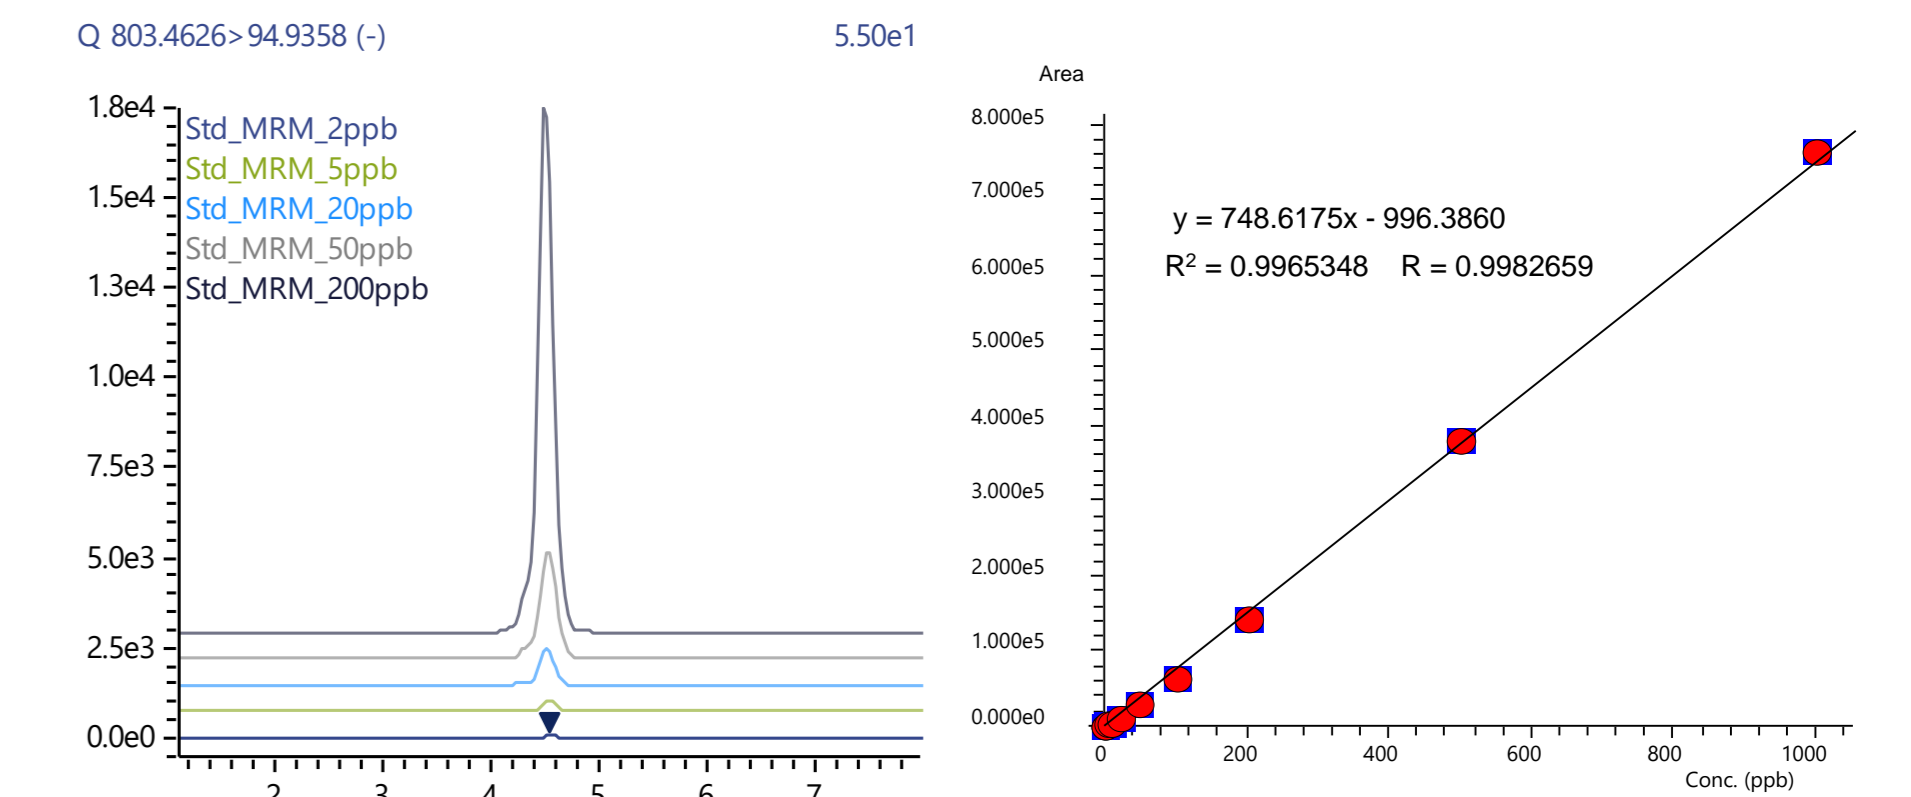 Q 803.4626>94.9358 (-) 5.50e1
1.8e4
1.5e4
1.3e4
1.0e4
7.5e3
5.0e3
2.5e3
0.0e0
Std_MRM_2ppb
Std_MRM_5ppb
Std_MRM_20ppb
Std_MRM_50ppb
Std_MRM_200ppb
2 3 4 5 6 7
Area
8.000e5
7.000e5
6.000e5
5.000e5
4.000e5
3.000e5
2.000e5
1.000e5
0.000e0
y = 748.6175x - 996.3860
R² = 0.9965348 R = 0.9982659
0 200 400 600 800 1000
Conc. (ppb)